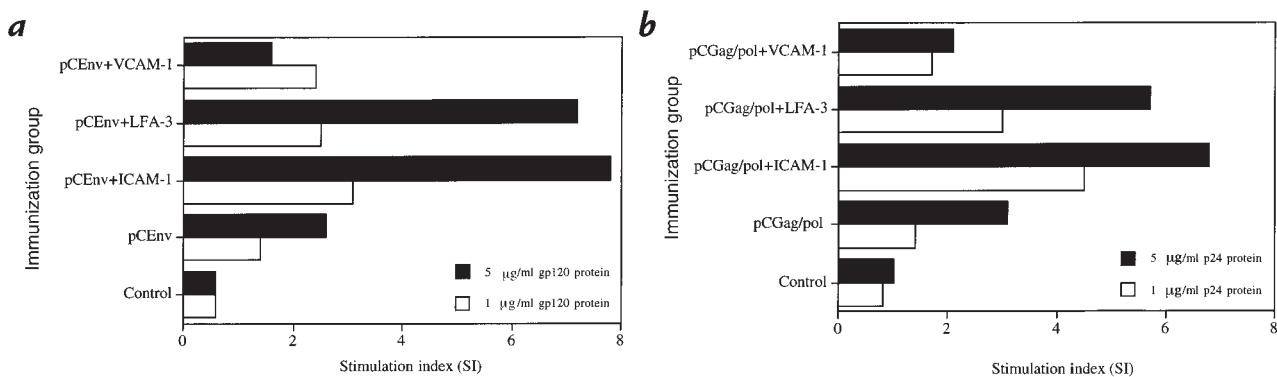 a
Immunization group
pCEnv+VCAM-1
pCEnv+LFA-3
pCEnv+ICAM-1
pCEnv
Control
5 µg/ml gp120 protein
1 µg/ml gp120 protein
0 2 4 6 8
Stimulation index (SI)
b
Immunization group
pCGag/pol+VCAM-1
pCGag/pol+LFA-3
pCGag/pol+ICAM-1
pCGag/pol
Control
5 µg/ml p24 protein
1 µg/ml p24 protein
0 2 4 6 8
Stimulation index (SI)